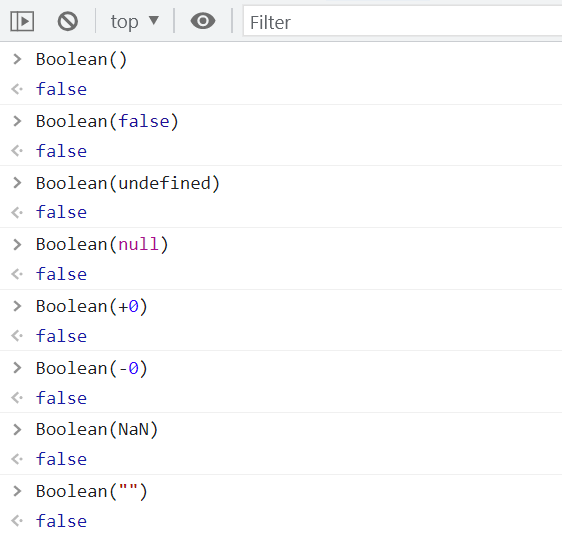 top ▼ Filter
> Boolean()
<· false
> Boolean(false)
<· false
> Boolean(undefined)
<· false
> Boolean(null)
<· false
> Boolean(+0)
<· false
> Boolean(-0)
<· false
> Boolean(NaN)
<· false
> Boolean("")
<· false